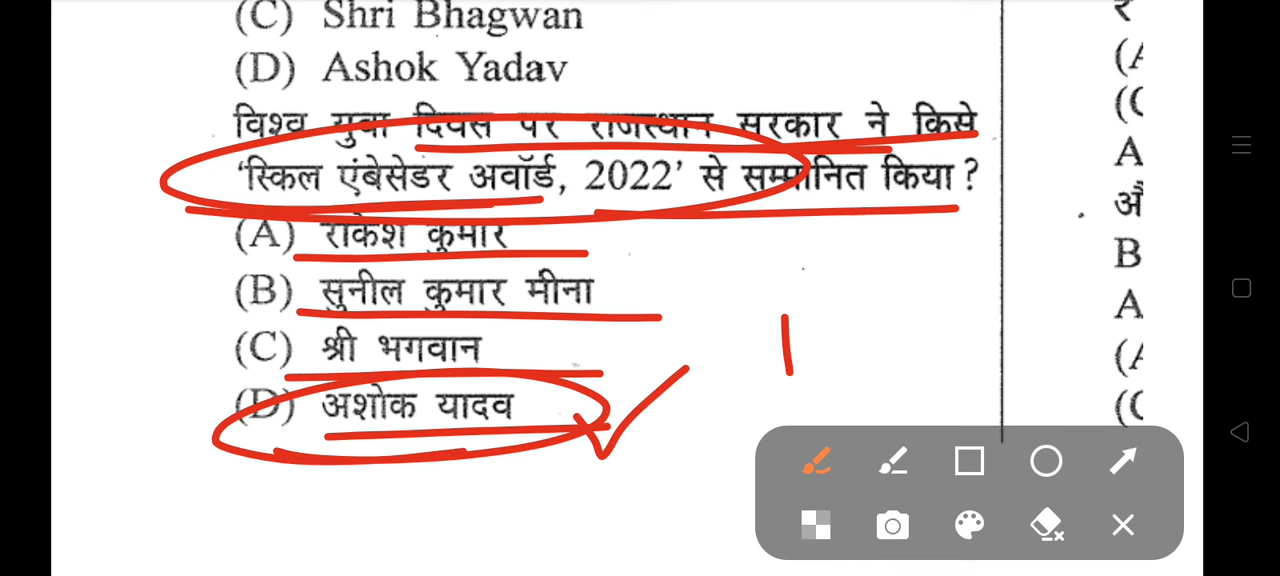 (C) Shri Bhagwan
(D) Ashok Yadav
विश्व युवा दिवस पर राजस्थान सरकार ने किसे
'स्किल एंबेसेडर अवॉर्ड, 2022' से सम्मानित किया ?
(A) राकेश कुमार
(B) सुनील कुमार मीना
(C) श्री भगवान
(D) अशोक यादव
र
(A
(C
A
औ
B
A
(A
(C